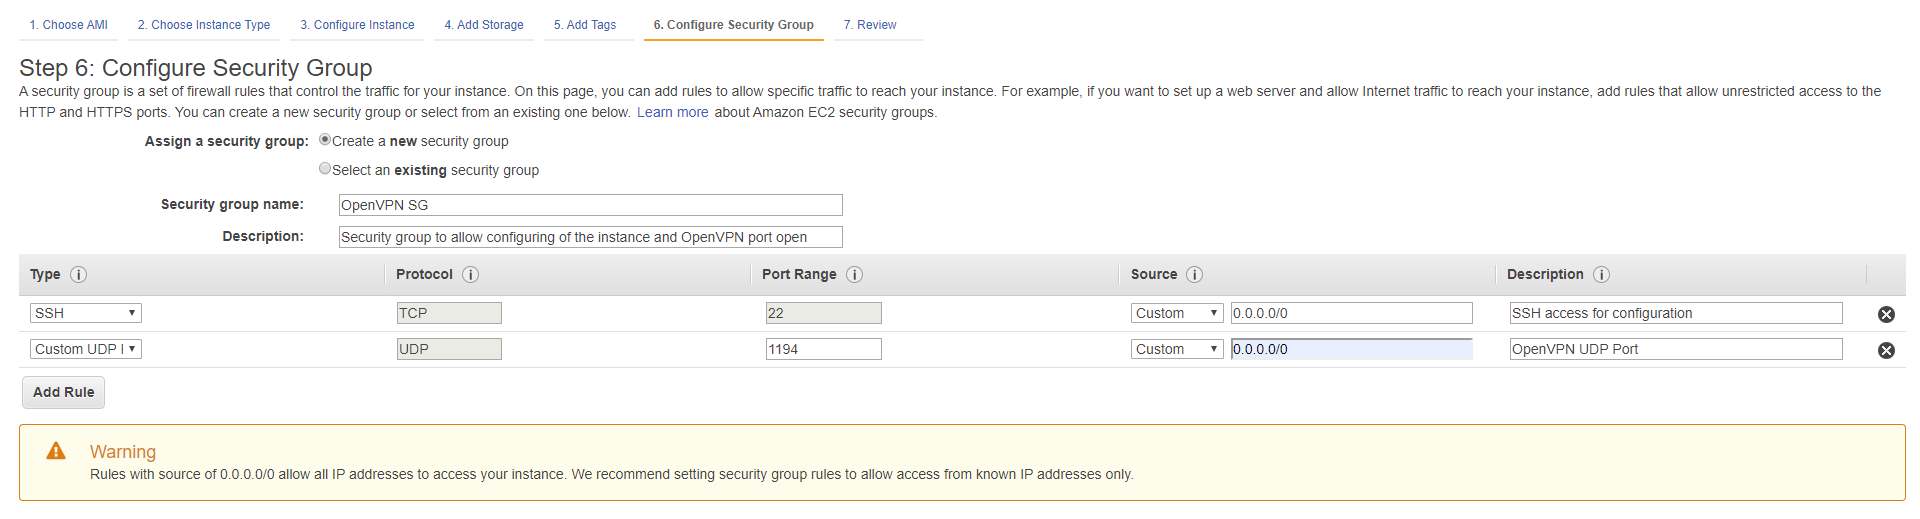 1. Choose AMI 2. Choose Instance Type 3. Configure Instance 4. Add Storage 5. Add Tags 6. Configure Security Group 7. Review
Step 6: Configure Security Group
A security group is a set of firewall rules that control the traffic for your instance. On this page, you can add rules to allow specific traffic to reach your instance. For example, if you want to set up a web server and allow Internet traffic to reach your instance, add rules that allow unrestricted access to the
HTTP and HTTPS ports. You can create a new security group or select from an existing one below. Learn more about Amazon EC2 security groups.
Assign a security group: Create a new security group
Select an existing security group
Security group name: OpenVPN SG
Description: Security group to allow configuring of the instance and OpenVPN port open
Type Protocol Port Range Source Description
SSH TCP 22 Custom 0.0.0.0/0 SSH access for configuration
Custom UDP UDP 1194 Custom 0.0.0.0/0 OpenVPN UDP Port
Add Rule
Warning
Rules with source of 0.0.0.0/0 allow all IP addresses to access your instance. We recommend setting security group rules to allow access from known IP addresses only.